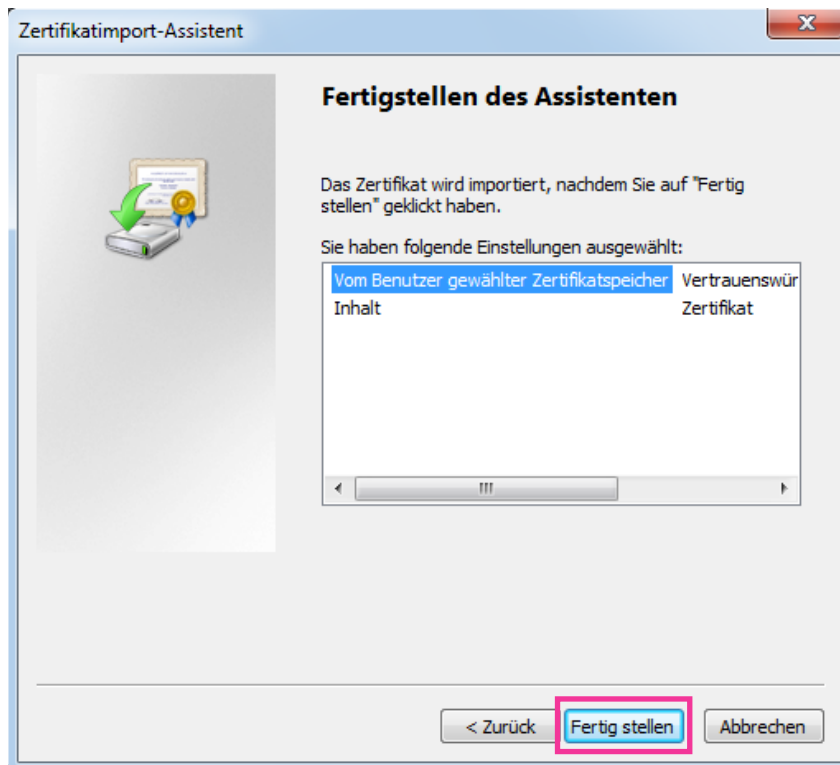 Zertifikatimport-Assistent
Fertigstellen des Assistenten
Das Zertifikat wird importiert, nachdem Sie auf "Fertig
stellen" geklickt haben.
Sie haben folgende Einstellungen ausgewählt:
Vom Benutzer gewählter Zertifikatspeicher Vertrauenswür
Inhalt Zertifikat
< Zurück Fertig stellen Abbrechen